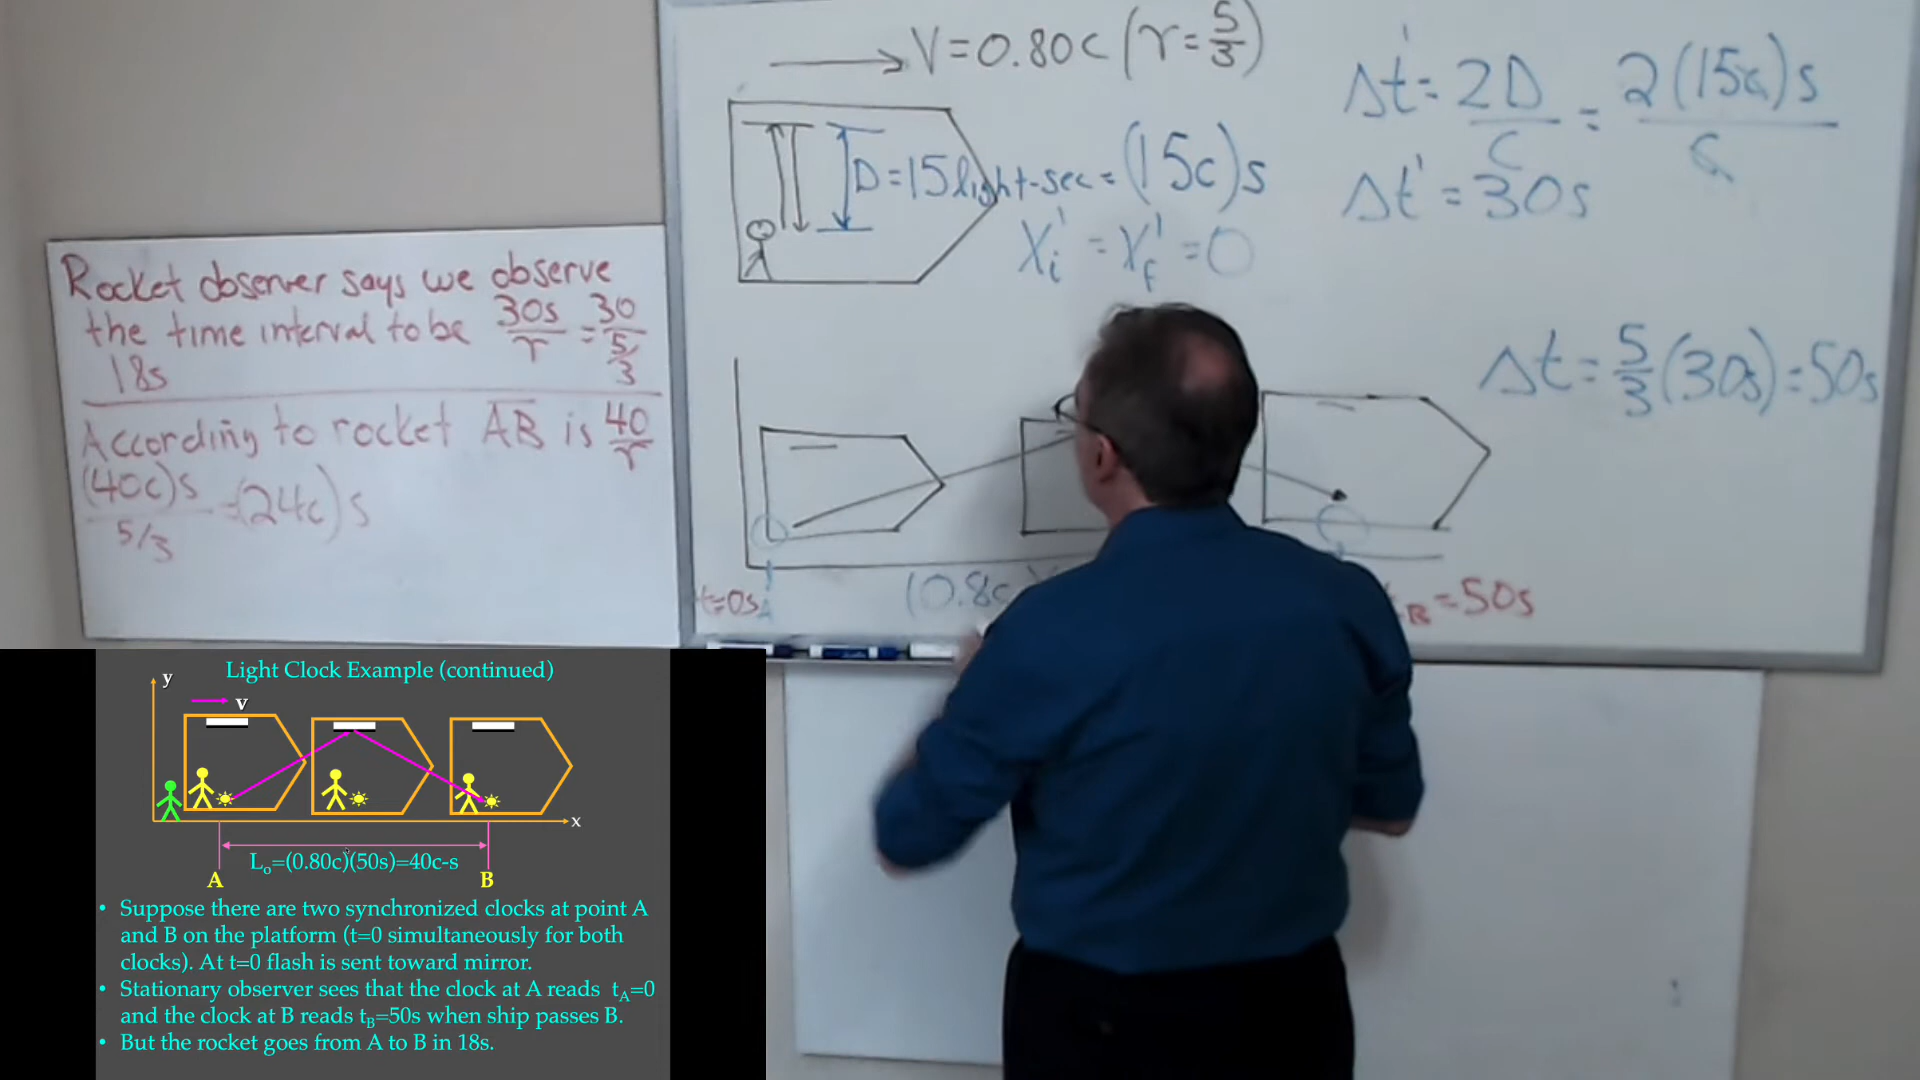 V=0.80c (γ=5/3)
D=15 light-sec=(15c)s
Xi' = Xf' = 0
Δt'=2D/c = 2(15c)s/c
Δt'=30s
Δt=5/3(30s)=50s
t=0s
A
(0.8c
B=50s
Rocket observer says we observe
the time interval to be 30s/γ = 30/5/3
18s
According to rocket AB is 40/γ
(40c)s/5/3 =(24c)s
Light Clock Example (continued)
y
v
x
Lo=(0.80c)(50s)=40c-s
A B
• Suppose there are two synchronized clocks at point A
and B on the platform (t=0 simultaneously for both
clocks). At t=0 flash is sent toward mirror.
• Stationary observer sees that the clock at A reads tA=0
and the clock at B reads tB=50s when ship passes B.
• But the rocket goes from A to B in 18s.